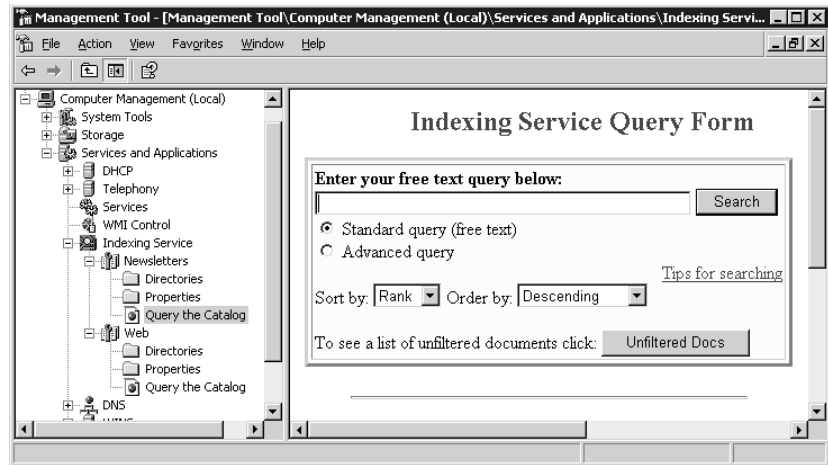 Management Tool - [Management Tool\Computer Management (Local)\Services and Applications\Indexing Servi...
File Action View Favorites Window Help
Computer Management (Local)
System Tools
Storage
Services and Applications
DHCP
Telephony
Services
WMI Control
Indexing Service
Newsletters
Directories
Properties
Query the Catalog
Web
Directories
Properties
Query the Catalog
DNS
Indexing Service Query Form
Enter your free text query below:
Search
Standard query (free text)
Advanced query
Tips for searching
Sort by: Rank Order by: Descending
To see a list of unfiltered documents click: Unfiltered Docs